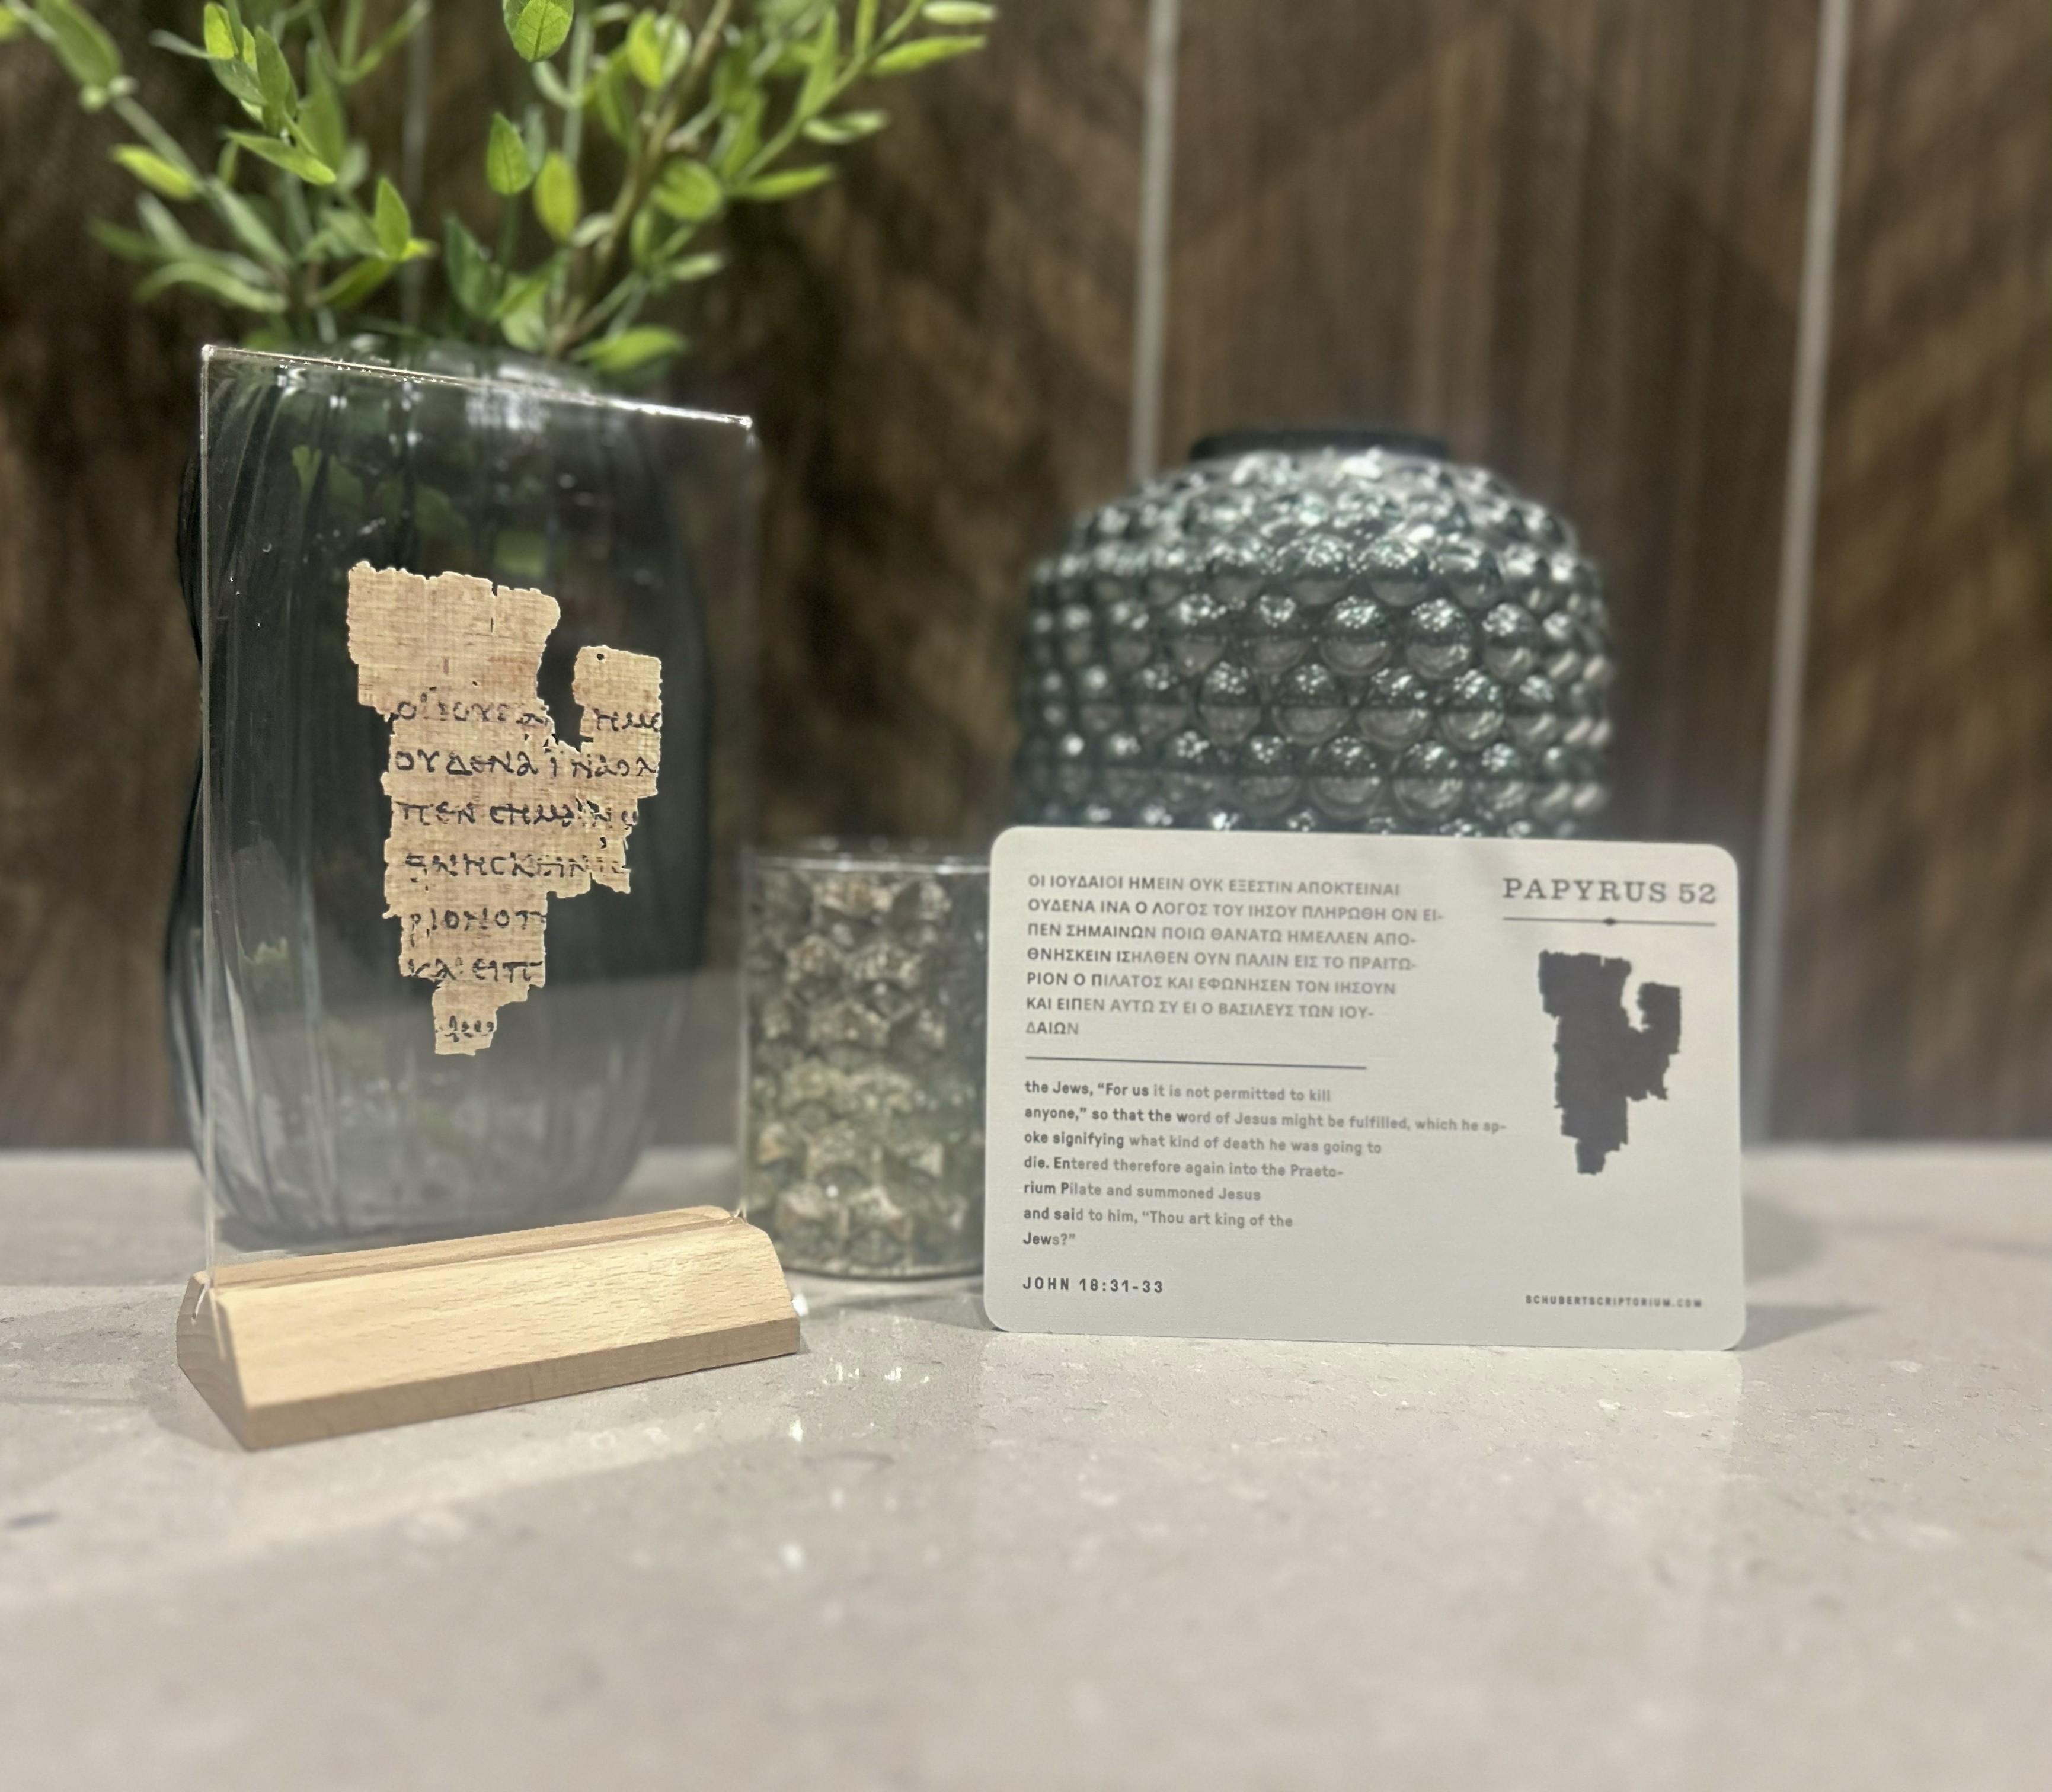 ΟΙ ΙΟΥΔΑΙΟΙ ΗΜΕΙΝ ΟΥΚ ΕΞΕΣΤΙΝ ΑΠΟΚΤΕΙΝΑΙ
ΟΥΔΕΝΑ ΙΝΑ Ο ΛΟΓΟΣ ΤΟΥ ΙΗΣΟΥ ΠΛΗΡΩΘΗ ΟΝ ΕΙ-
ΠΕΝ ΣΗΜΑΙΝΩΝ ΠΟΙΩ ΘΑΝΑΤΩ ΗΜΕΛΛΕΝ ΑΠΟ-
ΘΝΗΣΚΕΙΝ ΙΣΗΛΘΕΝ ΟΥΝ ΠΑΛΙΝ ΕΙΣ ΤΟ ΠΡΑΙΤΩ-
ΡΙΟΝ Ο ΠΙΛΑΤΟΣ ΚΑΙ ΕΦΩΝΗΣΕΝ ΤΟΝ ΙΗΣΟΥΝ
ΚΑΙ ΕΙΠΕΝ ΑΥΤΩ ΣΥ ΕΙ Ο ΒΑΣΙΛΕΥΣ ΤΩΝ ΙΟΥ-
ΔΑΙΩΝ
the Jews, “For us it is not permitted to kill
anyone,” so that the word of Jesus might be fulfilled, which he sp-
oke signifying what kind of death he was going to
die. Entered therefore again into the Praeto-
rium Pilate and summoned Jesus
and said to him, “Thou art king of the
Jews?”
JOHN 18:31-33
PAPYRUS 52
SCHUBERTSCRIPTORIUM.COM